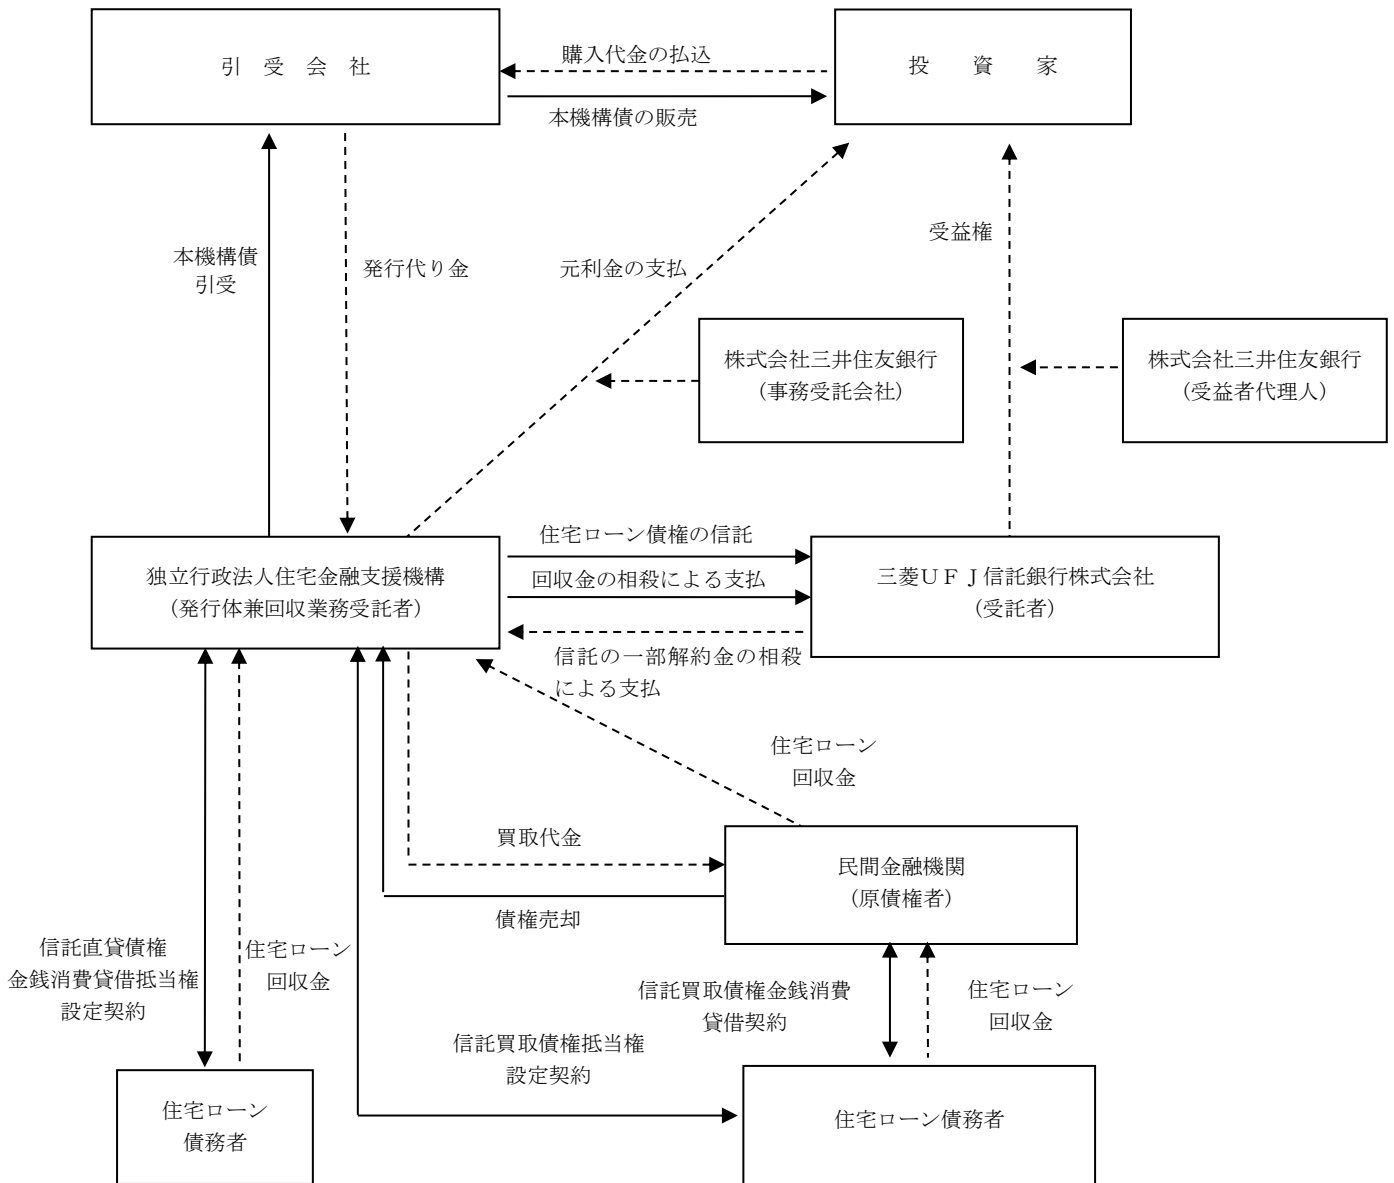 引　受　会　社
購入代金の払込
本機構債の販売
投　　資　　家
本機構債
引受
発行代り金
元利金の支払
受益権
株式会社三井住友銀行
（事務受託会社）
株式会社三井住友銀行
（受益者代理人）
独立行政法人住宅金融支援機構
（発行体兼回収業務受託者）
住宅ローン債権の信託
回収金の相殺による支払
信託の一部解約金の相殺
による支払
三菱ＵＦＪ信託銀行株式会社
（受託者）
住宅ローン
回収金
買取代金
債権売却
民間金融機関
（原債権者）
信託直貸債権
金銭消費貸借抵当権
設定契約
住宅ローン
回収金
信託買取債権金銭消費
貸借契約
住宅ローン
回収金
信託買取債権抵当権
設定契約
住宅ローン
債務者
住宅ローン債務者